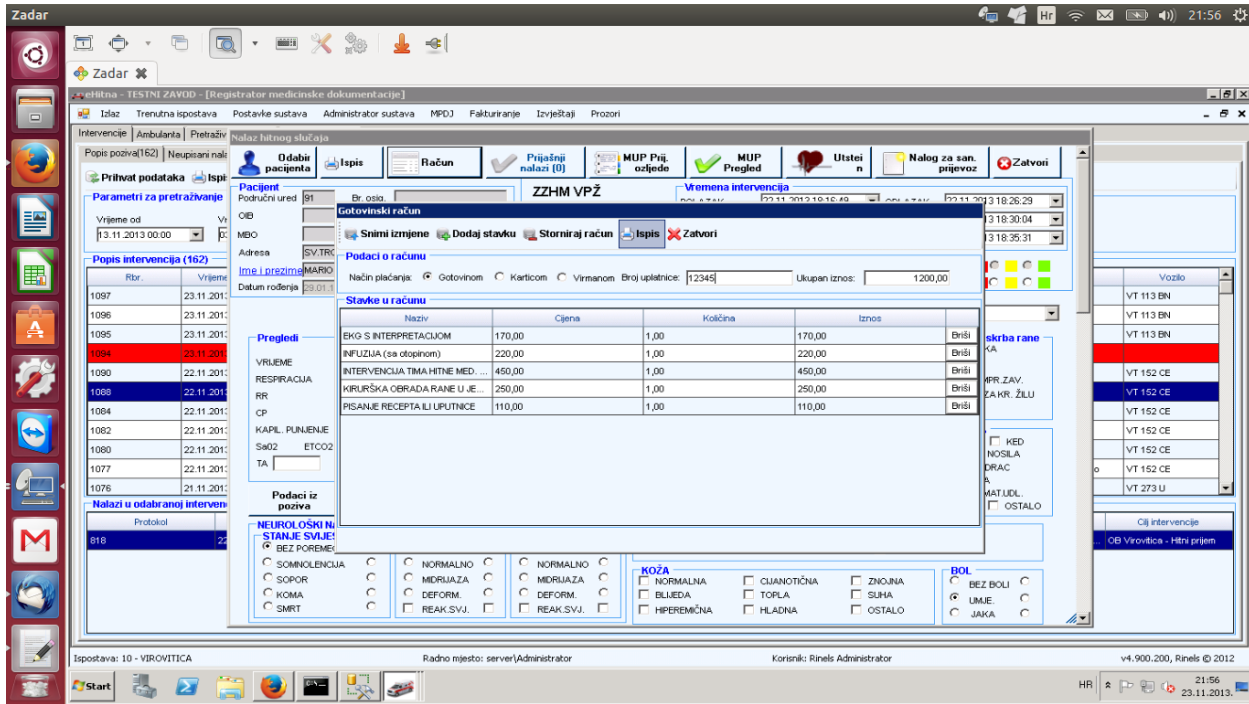 Zadar
Hr
21:56
Zadar
eHitna - TESTNI ZAVOD - [Registrator medicinske dokumentacije]
Izlaz Trenutna ispostava Postavke sustava Administrator sustava MPDJ Fakturiranje Izvještaji Prozori
Intervencije Ambulanta
Nalaz hitnog slučaja
Popis poziva(162) Neupisani
Prihvat podataka
Odabir pacijenta Ispis Račun Prijašnji nalazi [0] MUP Prij. ozljede MUP Pregled Utstein Nalog za san. prijevoz Zatvori
Parametri za pretraživanje
Vrijeme od
13.11.2013 00:00
Pacijent
Područni ured 91 Br. osig.
ZZHM VPŽ
Vremena intervencija
22.11.2013 18:26:29
18:30:04
18:35:31
OIB
MBO
Adresa
Ime i prezime MARIO
Datum rođenja
Gotovinski račun
Snimi izmjene Dodaj stavku Storniraj račun Ispis Zatvori
Podaci o računu
Način plaćanja: Gotovinom Karticom Virmanom Broj uplatnice: 12345 Ukupan iznos: 1200,00
Stavke u računu
Naziv Cijena Količina Iznos
EKG S INTERPRETACIJOM 170,00 1,00 170,00 Briši
INFUZIJA (sa otopinom) 220,00 1,00 220,00 Briši
INTERVENCIJA TIMA HITNE MED. ... 450,00 1,00 450,00 Briši
KIRURŠKA OBRADA RANE U JE... 250,00 1,00 250,00 Briši
PISANJE RECEPTA ILI UPUTNICE 110,00 1,00 110,00 Briši
Popis intervencija (162)
Rbr. Vrijeme Vozilo
1097 23.11.201 VT 113 BN
1096 23.11.201 VT 113 BN
1095 23.11.201 VT 113 BN
1094 23.11.201
1090 22.11.201 VT 152 CE
1088 22.11.201 VT 152 CE
1084 22.11.201 VT 152 CE
1082 22.11.201 VT 152 CE
1080 22.11.201 VT 152 CE
1077 22.11.201 VT 152 CE
1076 21.11.201 VT 273 U
Pregledi
VRIJEME
RESPIRACIJA
RR
CP
KAPIL. PUNJENJE
Sa02 ETCO2
TA
Podaci iz poziva
skrba rane
KED
NOSILA
OSTALO
Nalazi u odabranoj
Protokol Cilj intervencije
818 22 OB Virovitica - Hitni prijem
NEUROLOŠKI
BEZ
SOMNOLENCIJA NORMALNO NORMALNO
SOPOR MIDRIJAZA MIDRIJAZA
KOMA DEFORM. DEFORM.
SMRT REAK.SVJ. REAK.SVJ.
KOŽA
NORMALNA CIJANOTIČNA ZNOJNA
BLIJEDA TOPLA SUHA
HIPEREMIČNA HLADNA OSTALO
BOL
BEZ BOLI
UMJE.
JAKA
Ispostava: 10 - VIROVITICA Radno mjesto: server\Administrator Korisnik: Rinels Administrator v4.900.200, Rinels © 2012
Start HR 21:56
23.11.2013.